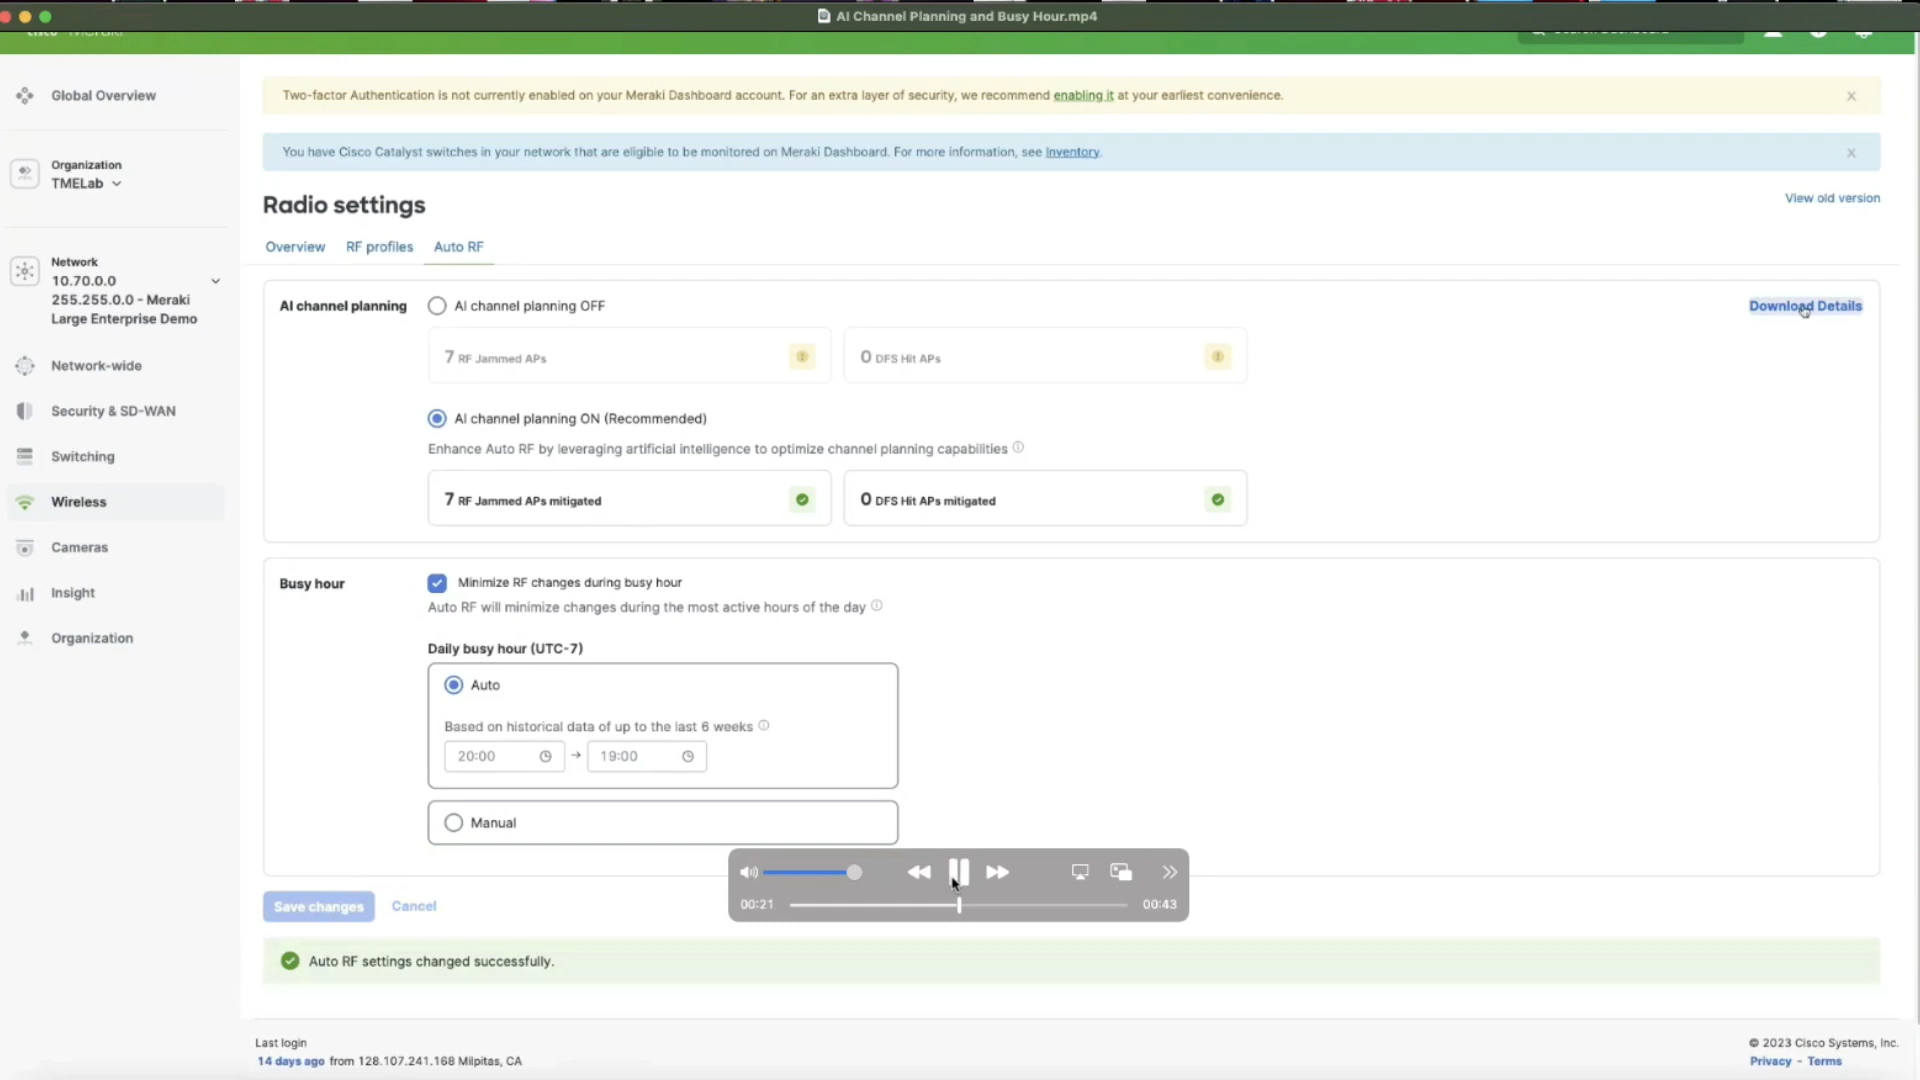 AI Channel Planning and Busy Hour.mp4
Global Overview
Two-factor Authentication is not currently enabled on your Meraki Dashboard account. For an extra layer of security, we recommend enabling it at your earliest convenience.
You have Cisco Catalyst switches in your network that are eligible to be monitored on Meraki Dashboard. For more information, see Inventory.
Organization
TMELab
Radio settings
View old version
Overview RF profiles Auto RF
Network
10.70.0.0
255.255.0.0 - Meraki
Large Enterprise Demo
Network-wide
Security & SD-WAN
Switching
Wireless
Cameras
Insight
Organization
AI channel planning
AI channel planning OFF
Download Details
7 RF Jammed APs
0 DFS Hit APs
AI channel planning ON (Recommended)
Enhance Auto RF by leveraging artificial intelligence to optimize channel planning capabilities
7 RF Jammed APs mitigated
0 DFS Hit APs mitigated
Busy hour
Minimize RF changes during busy hour
Auto RF will minimize changes during the most active hours of the day
Daily busy hour (UTC-7)
Auto
Based on historical data of up to the last 6 weeks
20:00 → 19:00
Manual
00:21
00:43
Save changes Cancel
Auto RF settings changed successfully.
Last login
14 days ago from 128.107.241.168 Milpitas, CA
© 2023 Cisco Systems, Inc.
Privacy - Terms